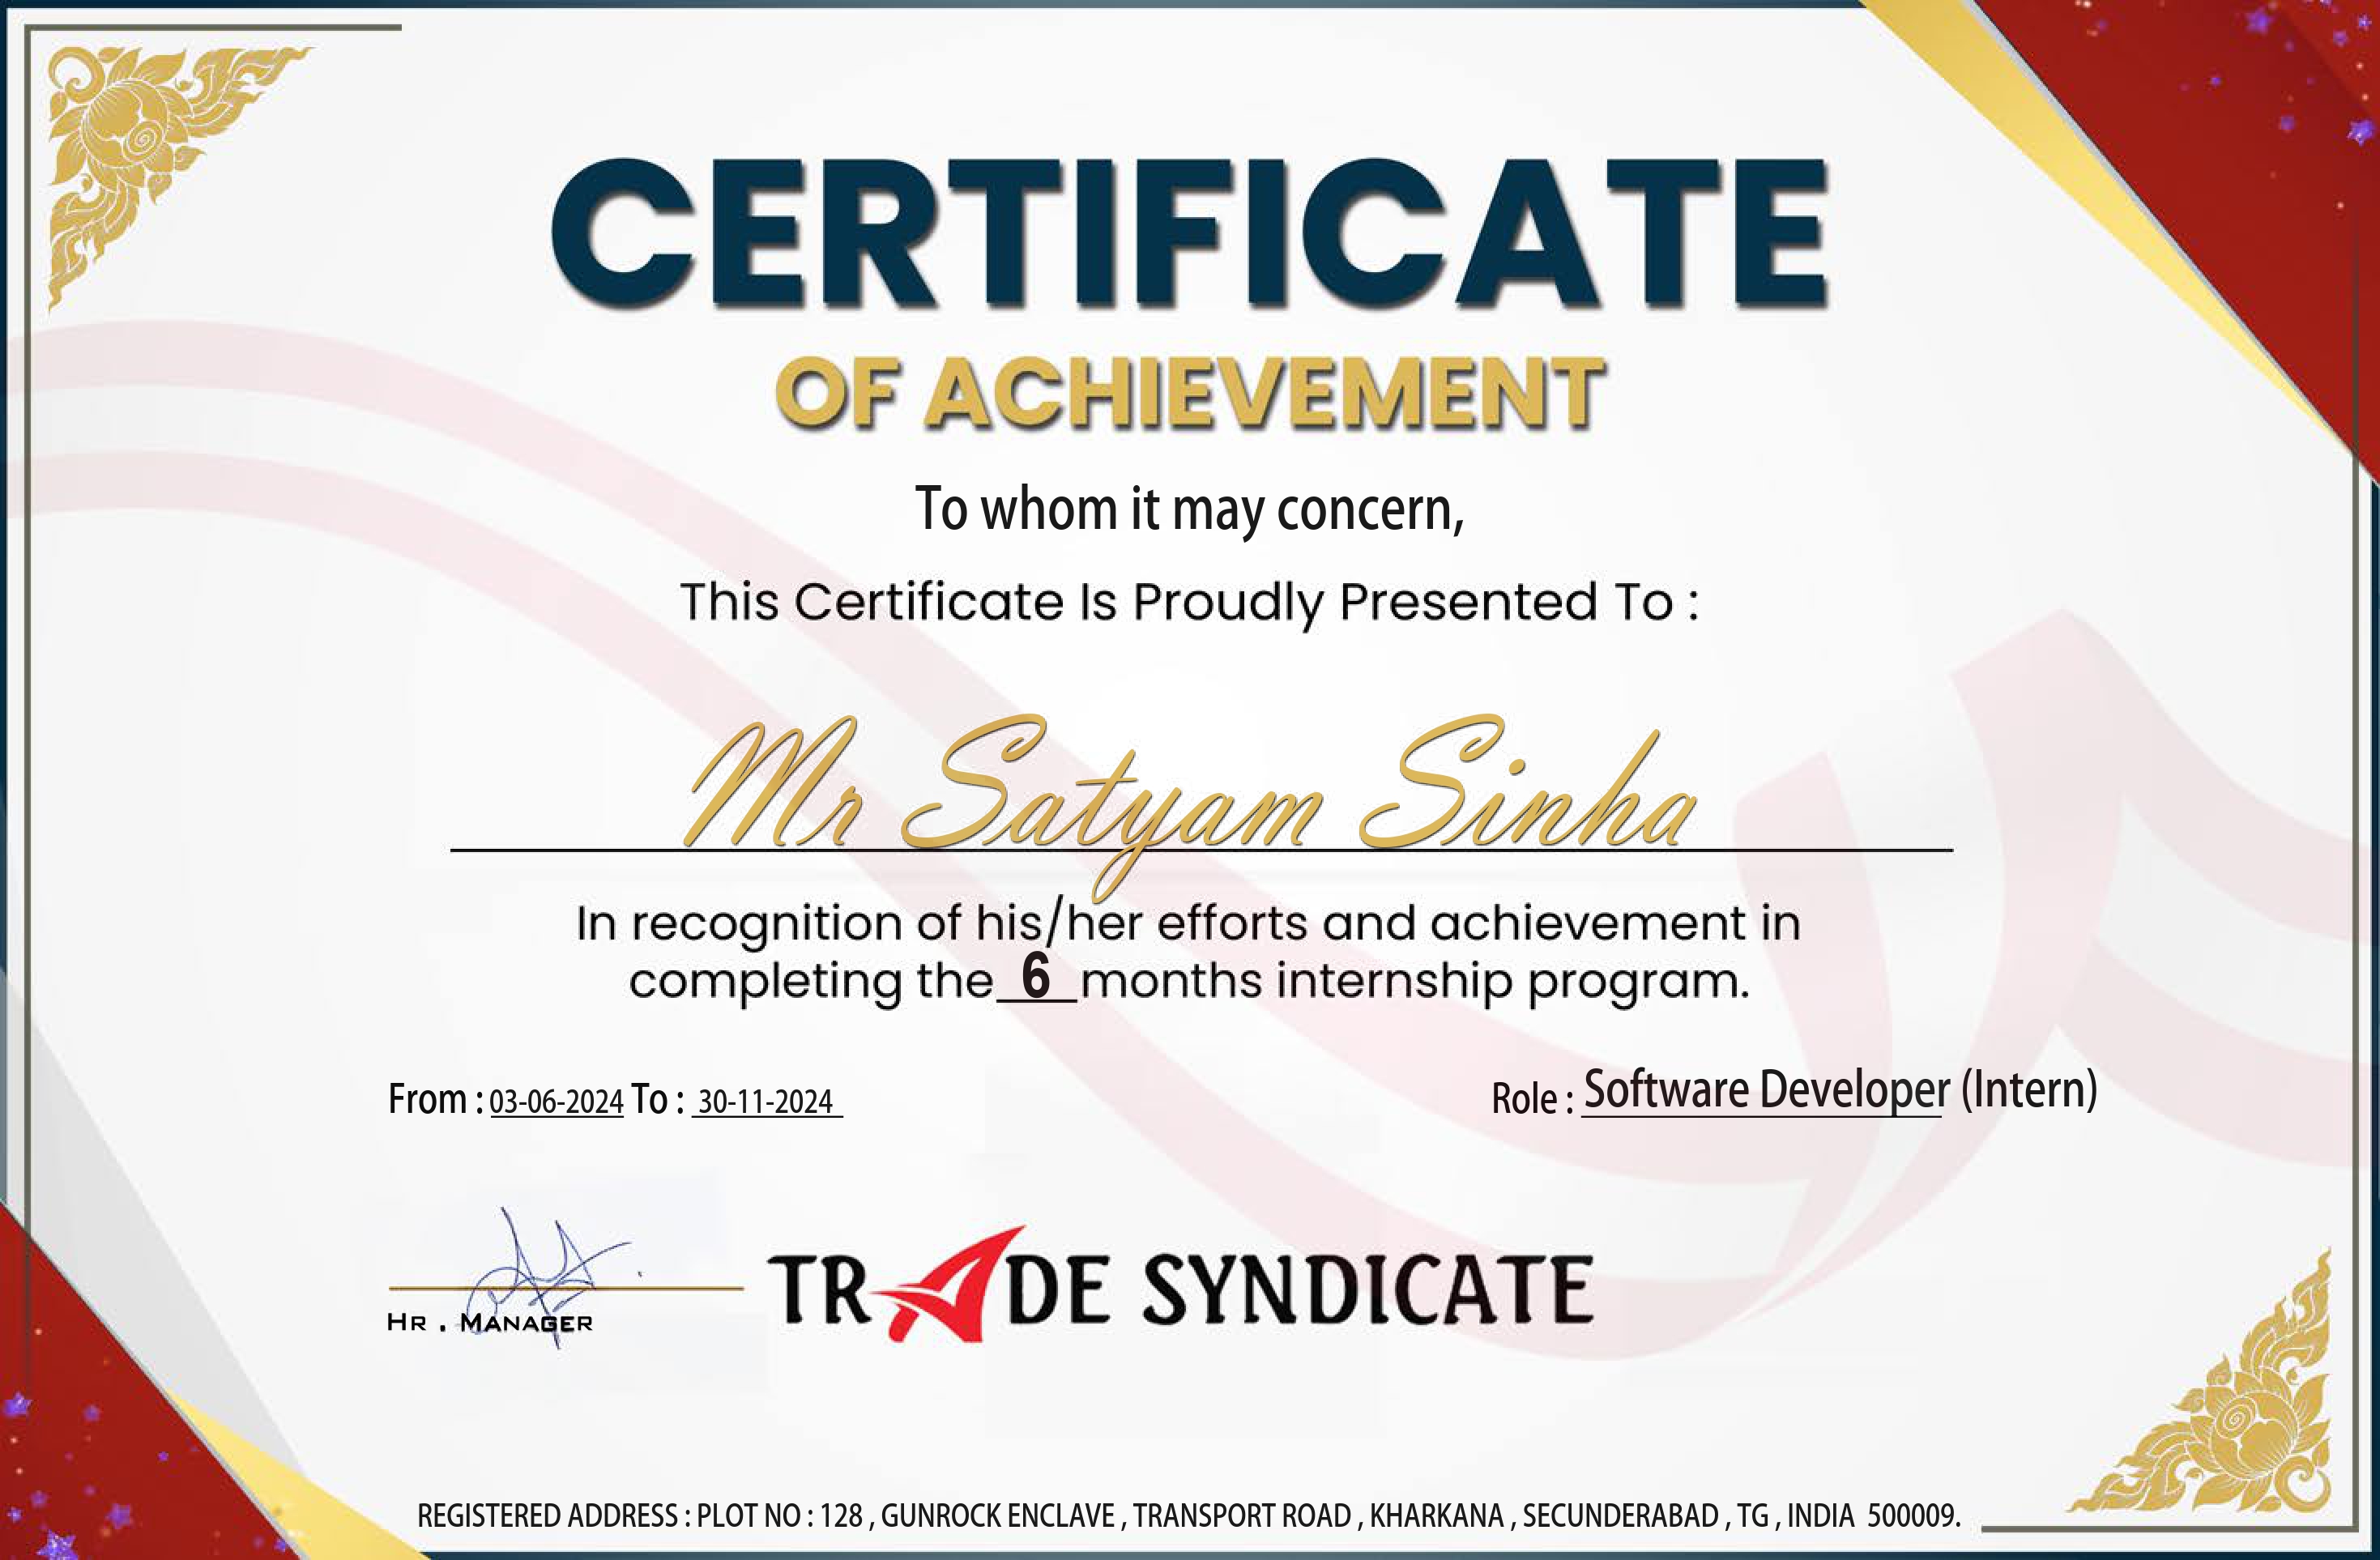 CERTIFICATE
OF ACHIEVEMENT
To whom it may concern,
This Certificate Is Proudly Presented To :
Mr Satyam Sinha
In recognition of his/her efforts and achievement in
completing the 6 months internship program.
From : 03-06-2024 To : 30-11-2024
Role : Software Developer (Intern)
HR . MANAGER
TRADE SYNDICATE
REGISTERED ADDRESS : PLOT NO : 128 , GUNROCK ENCLAVE , TRANSPORT ROAD , KHARKANA , SECUNDERABAD , TG , INDIA 500009.